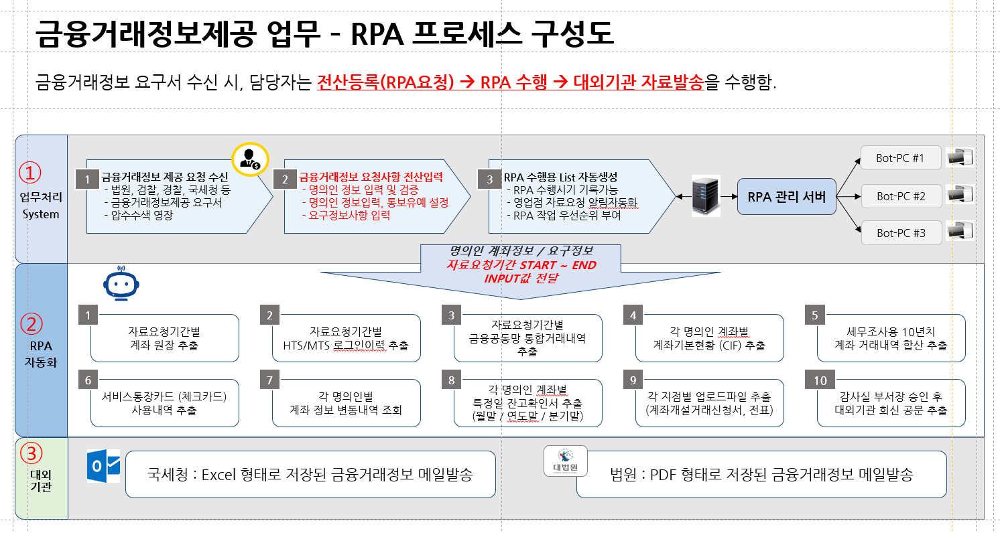 금융거래정보제공 업무 - RPA 프로세스 구성도
금융거래정보 요구서 수신 시, 담당자는 전산등록(RPA요청) → RPA 수행 → 대외기관 자료발송을 수행함.
①
업무처리
System
1
금융거래정보 제공 요청 수신
- 법원, 검찰, 경찰, 국세청 등
- 금융거래정보제공 요구서
- 압수수색 영장
$
2
금융거래정보 요청사항 전산입력
- 명의인 정보 입력 및 검증
- 명의인 정보입력, 통보유예 설정
- 요구정보사항 입력
3
RPA 수행용 List 자동생성
- RPA 수행시기 기록가능
- 영업점 자료요청 알림자동화
- RPA 작업 우선순위 부여
RPA 관리 서버
Bot-PC #1
Bot-PC #2
Bot-PC #3
명의인 계좌정보 / 요구정보
자료요청기간 START ~ END
INPUT값 전달
②
RPA
자동화
1
자료요청기간별
계좌 원장 추출
2
자료요청기간별
HTS/MTS 로그인이력 추출
3
자료요청기간별
금융공동망 통합거래내역
추출
4
각 명의인 계좌별
계좌기본현황 (CIF) 추출
5
세무조사용 10년치
계좌 거래내역 합산 추출
6
서비스통장카드 (체크카드)
사용내역 추출
7
각 명의인별
계좌 정보 변동내역 조회
8
각 명의인 계좌별
특정일 잔고확인서 추출
(월말 / 연도말 / 분기말)
9
각 지점별 업로드파일 추출
(계좌개설거래신청서, 전표)
10
감사실 부서장 승인 후
대외기관 회신 공문 추출
③
대외
기관
O
국세청 : Excel 형태로 저장된 금융거래정보 메일발송
대법원
법원 : PDF 형태로 저장된 금융거래정보 메일발송